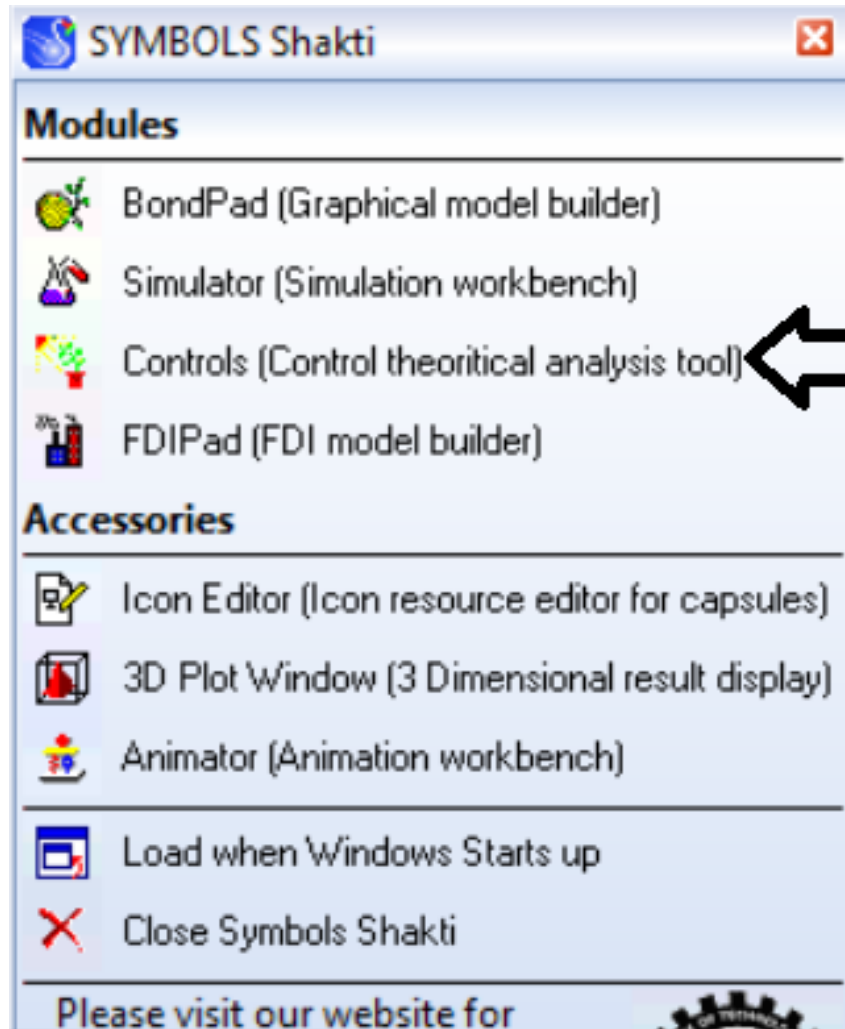 SYMBOLS Shakti
Modules
BondPad (Graphical model builder)
Simulator (Simulation workbench)
Controls (Control theoritical analysis tool)
FDIPad (FDI model builder)
Accessories
Icon Editor (Icon resource editor for capsules)
3D Plot Window (3 Dimensional result display)
Animator (Animation workbench)
Load when Windows Starts up
Close Symbols Shakti
Please visit our website for